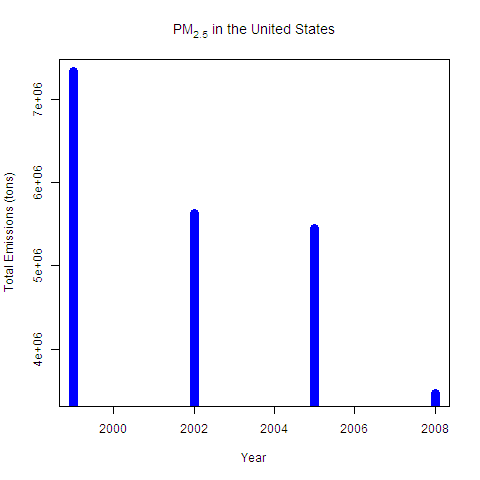 PM2.5 in the United States
Total Emissions (tons)
7e+06
6e+06
5e+06
4e+06
2000 2002 2004 2006 2008
Year